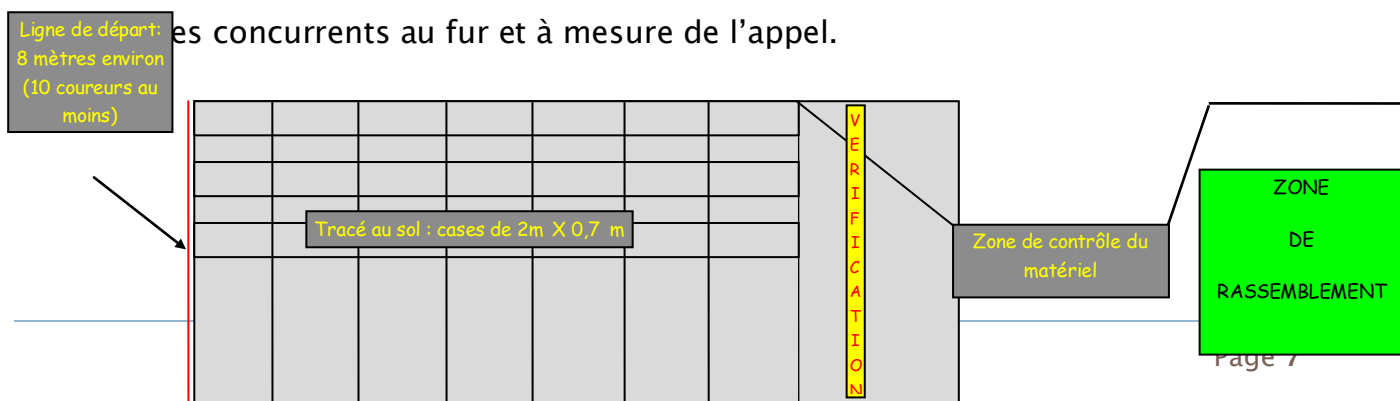 es concurrents au fur et à mesure de l’appel.
Ligne de départ:
8 mètres environ
(10 coureurs au
moins)
Tracé au sol : cases de 2m X 0,7 m
VERIFICATION
Zone de contrôle du
matériel
ZONE
DE
RASSEMBLEMENT
Page 7